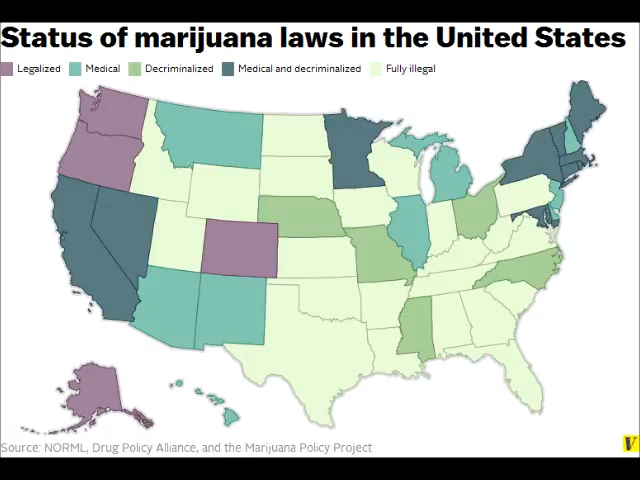 Status of marijuana laws in the United States
Legalized Medical Decriminalized Medical and decriminalized Fully illegal
Source: NORML, Drug Policy Alliance, and the Marijuana Policy Project
V